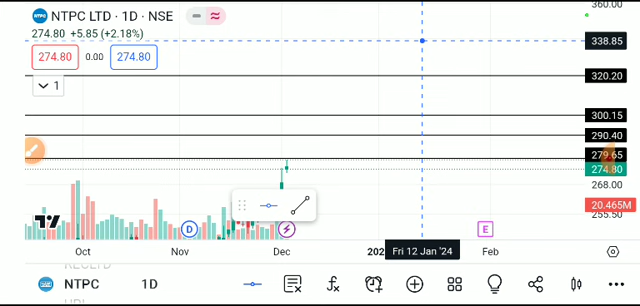 360.00
NTPC LTD · 1D · NSE
274.80 +5.85 (+2.18%)
338.85
274.80 0.00 274.80
320.20
1
300.15
290.40
279.65
274.80
268.00
20.465M
255.50
D
E
Oct Nov Dec 202 Fri 12 Jan '24 Feb
NTPC 1D